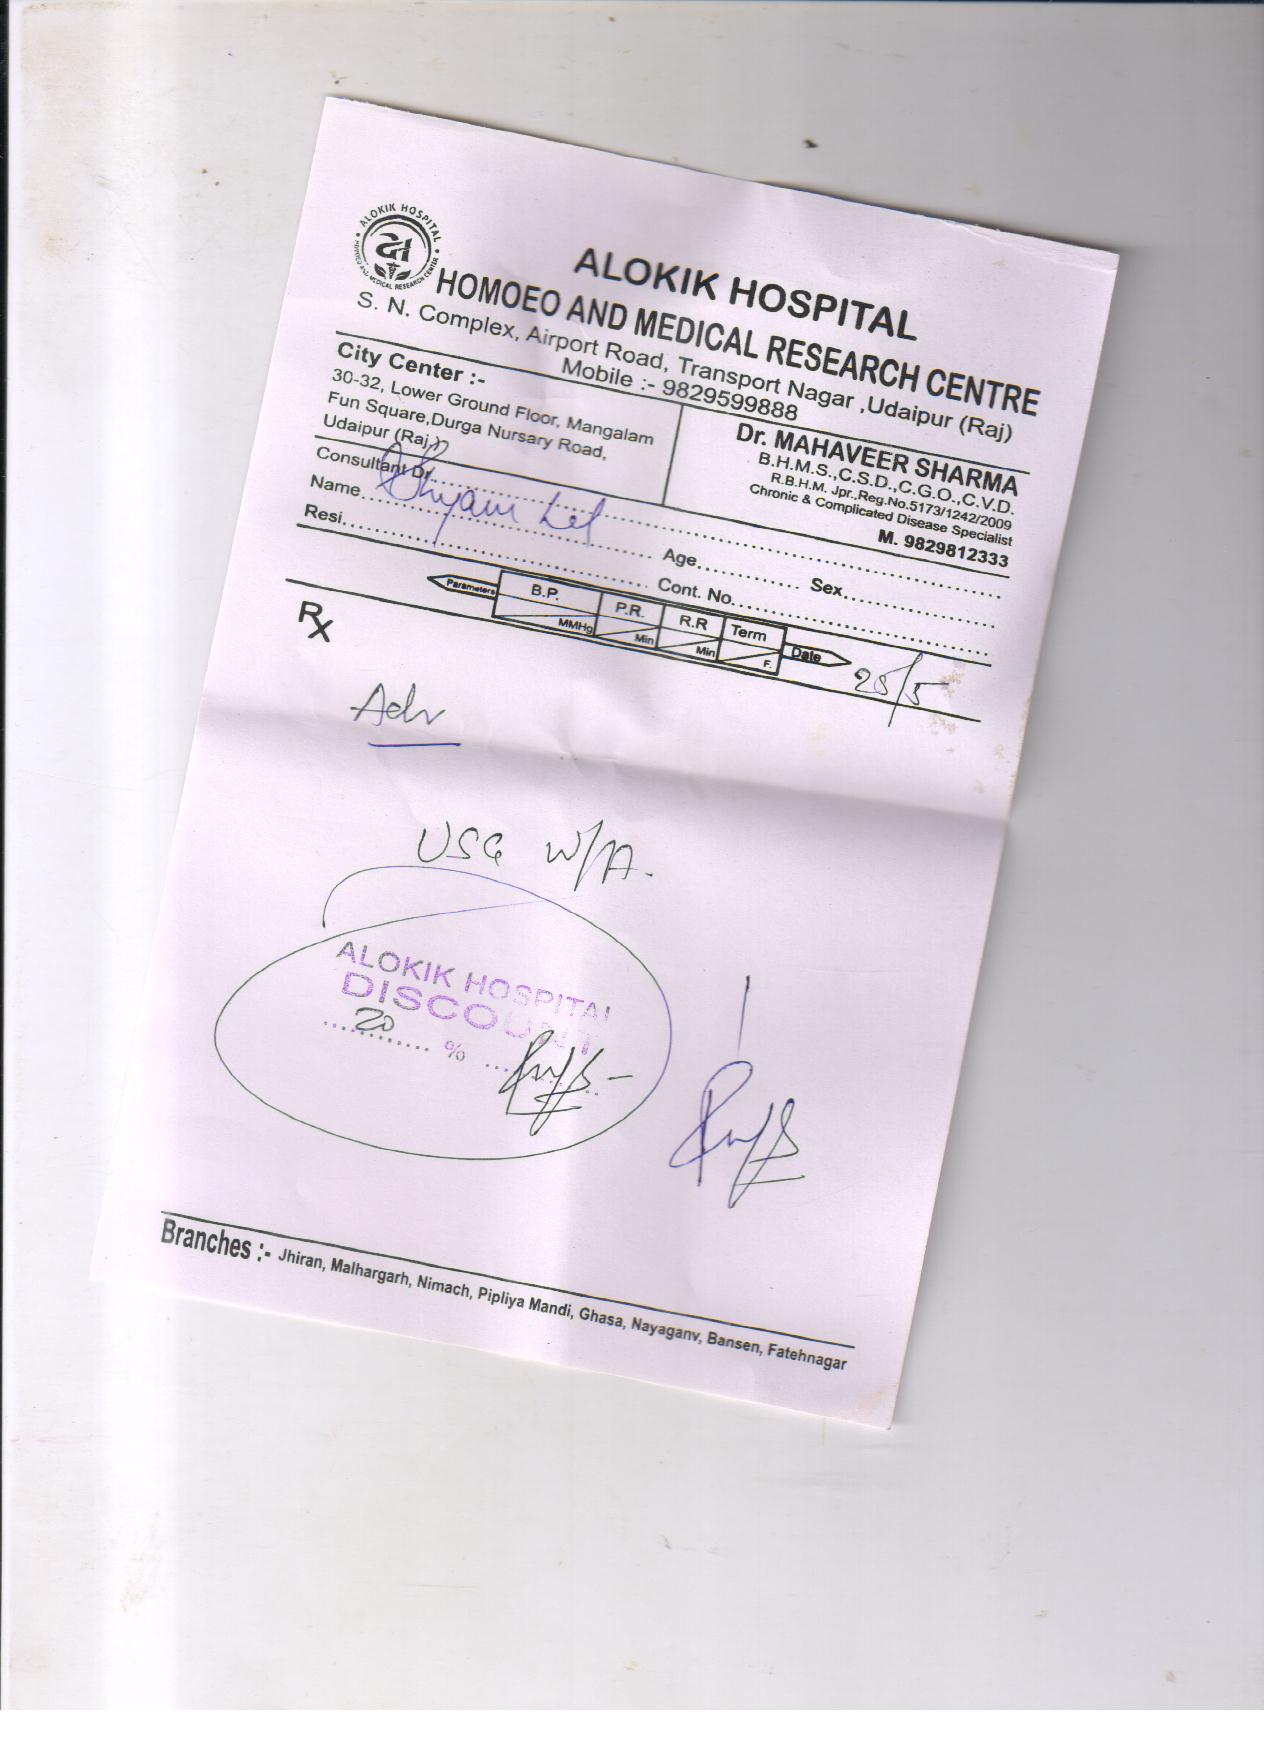 ALOKIK HOSPITAL
HOMOEO AND MEDICAL RESEARCH CENTRE
S. N. Complex, Airport Road, Transport Nagar ,Udaipur (Raj)
Mobile :- 9829599888
City Center :-
30-32, Lower Ground Floor, Mangalam
Fun Square,Durga Nursary Road,
Udaipur (Raj.)
Dr. MAHAVEER SHARMA
B.H.M.S.,C.S.D.,C.G.O.,C.V.D.
R.B.H.M. Jpr.,Reg.No.5173/1242/2009
Chronic & Complicated Disease Specialist
M. 9829812333
Consultant Dr.
Name Shyam Lal Age Sex
Resi Cont. No.
Parameters B.P. MMHg P.R. Min R.R Min Term F. Date 25/5
Rx
Adv
USG W/A.
ALOKIK HOSPITAL
DISCOUNT
20 %
Branches :- Jhiran, Malhargarh, Nimach, Pipliya Mandi, Ghasa, Nayaganv, Bansen, Fatehnagar